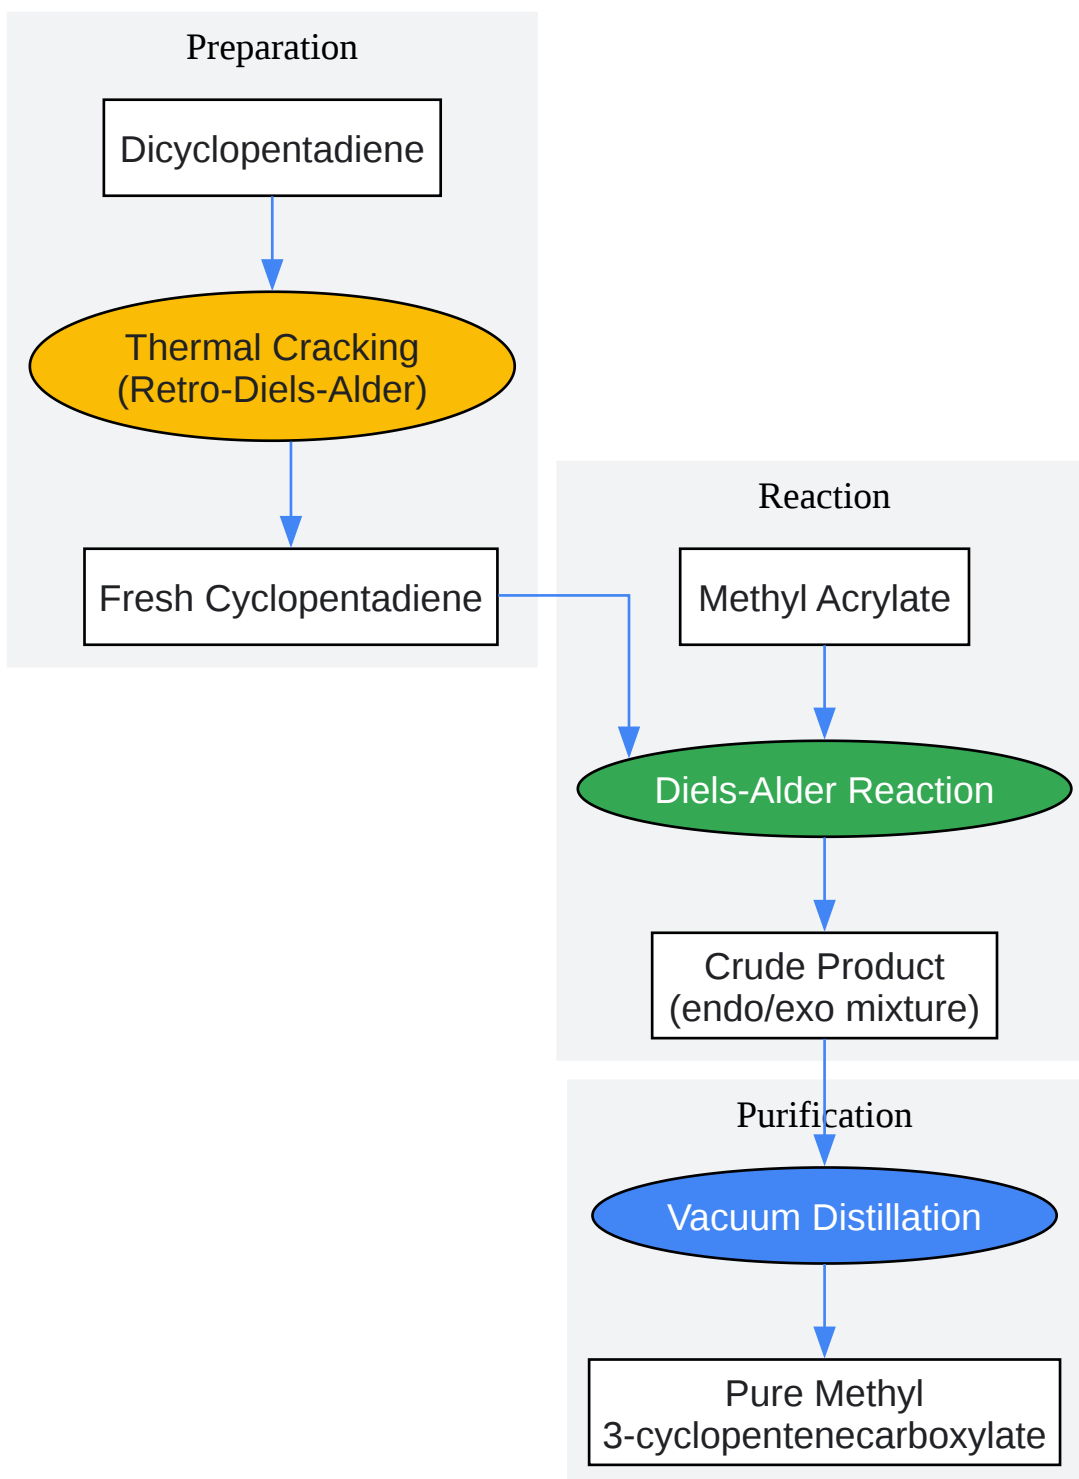 Preparation
Dicyclopentadiene
Thermal Cracking
(Retro-Diels-Alder)
Fresh Cyclopentadiene
Reaction
Methyl Acrylate
Diels-Alder Reaction
Crude Product
(endo/exo mixture)
Purification
Vacuum Distillation
Pure Methyl
3-cyclopentenecarboxylate